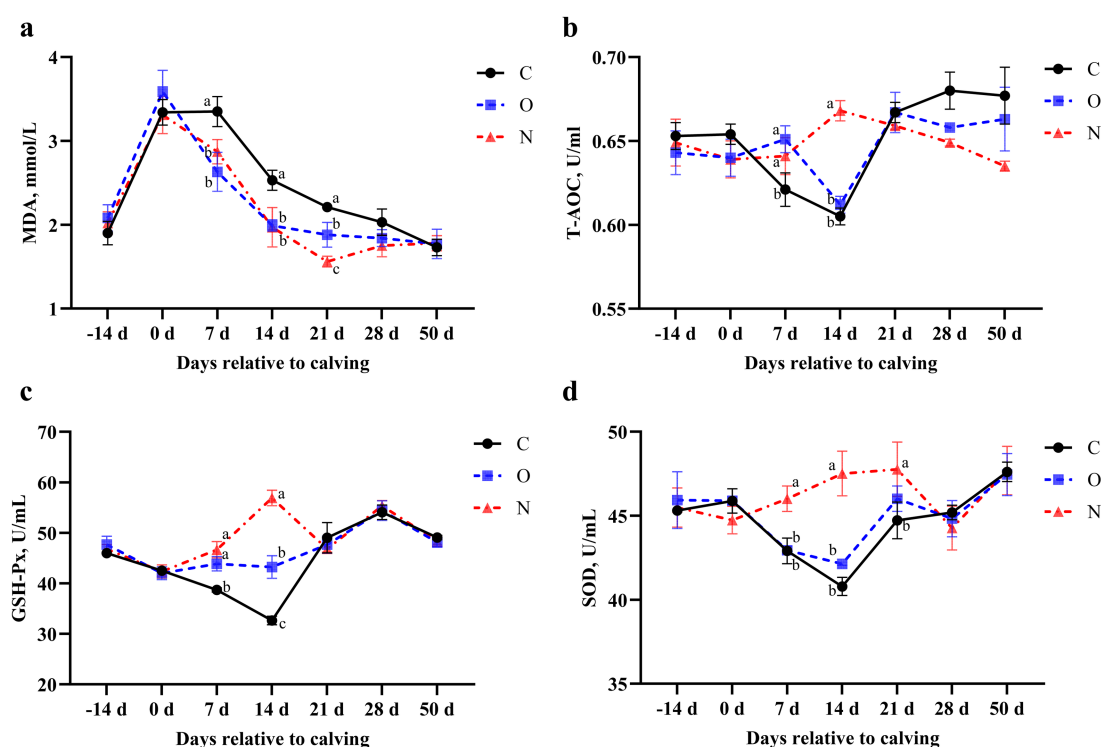 a
4
3
2
1
MDA, mmol/L
a
b
b
a
b
b
a
b
c
-14 d 0 d 7 d 14 d 21 d 28 d 50 d
Days relative to calving
C
O
N
b
0.70
0.65
0.60
0.55
T-AOC, U/ml
a
a
b
a
b
b
-14 d 0 d 7 d 14 d 21 d 28 d 50 d
Days relative to calving
C
O
N
c
70
60
50
40
30
20
GSH-Px, U/mL
a
a
b
a
b
c
-14 d 0 d 7 d 14 d 21 d 28 d 50 d
Days relative to calving
C
O
N
d
50
45
40
35
SOD, U/mL
a
b
b
a
b
b
a
b
-14 d 0 d 7 d 14 d 21 d 28 d 50 d
Days relative to calving
C
O
N